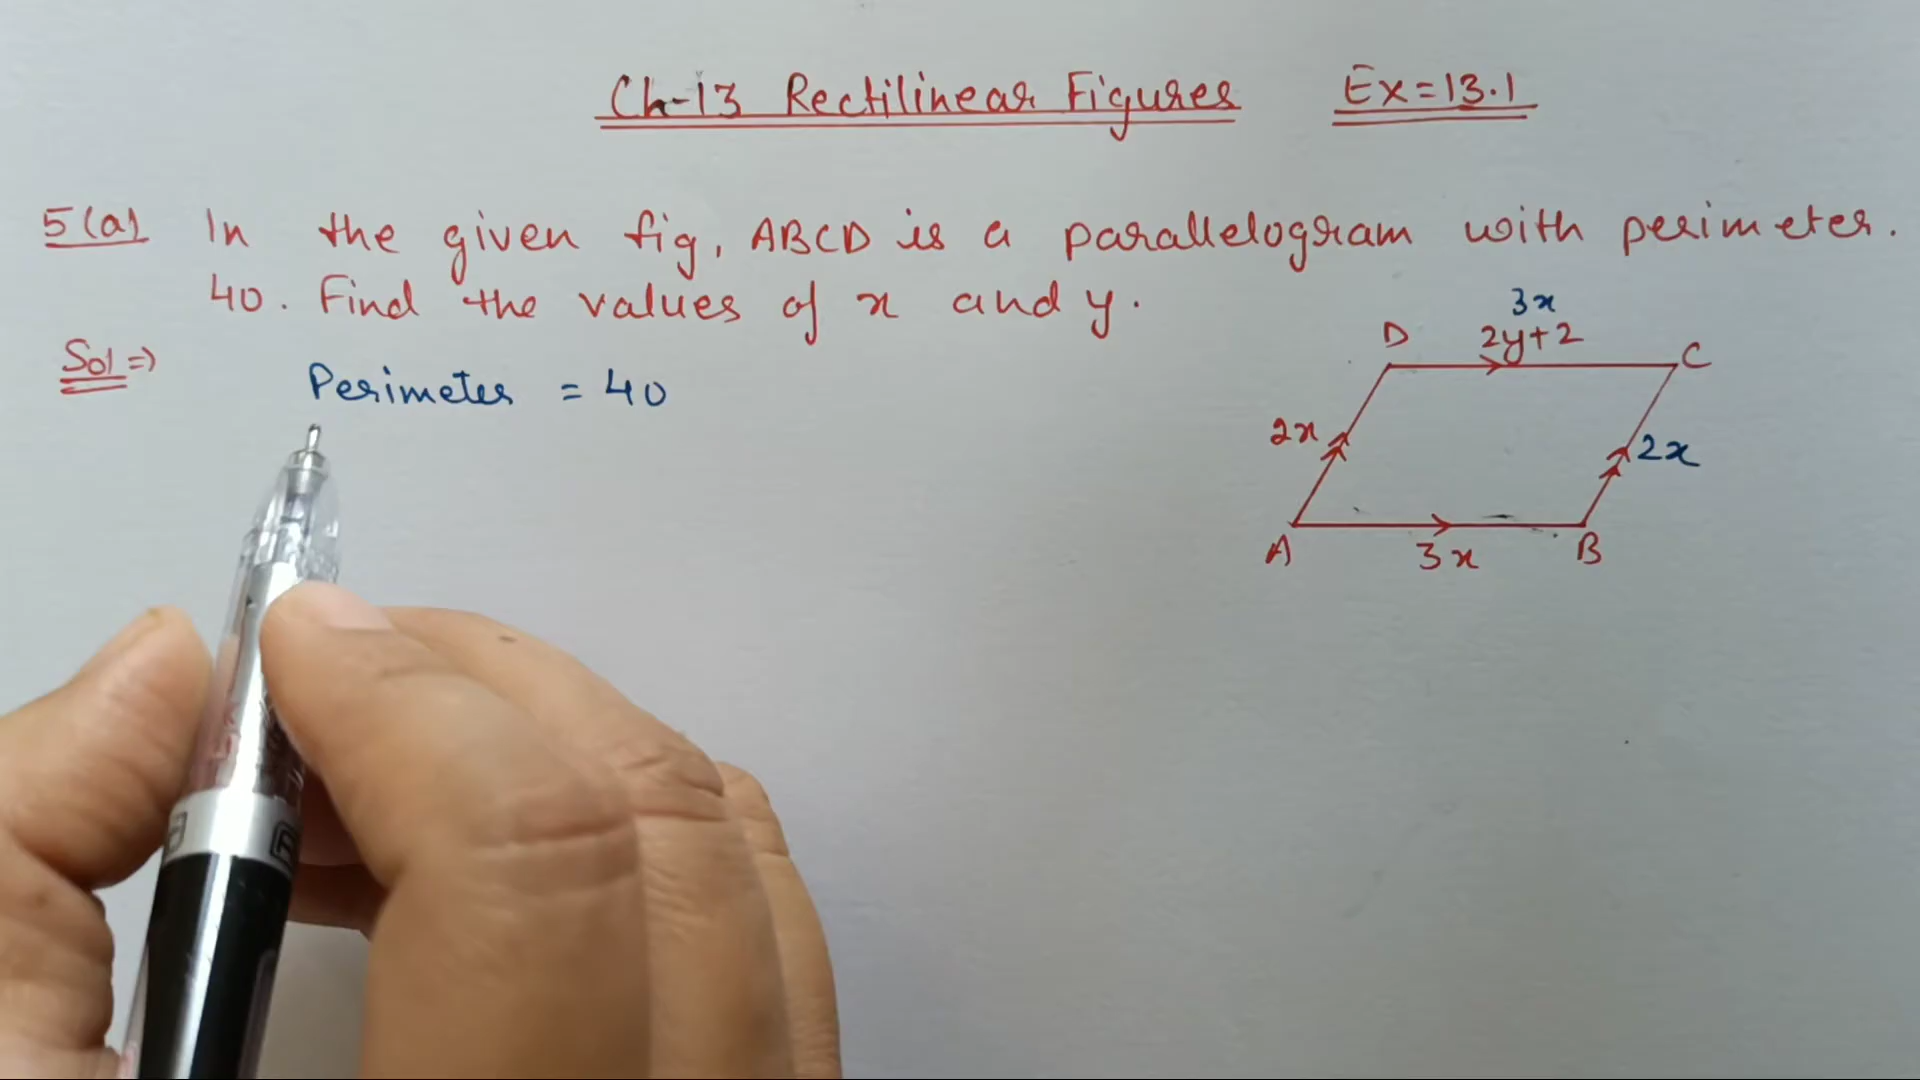 Ch-13 Rectilinear Figures Ex=13.1
5(a) In the given fig, ABCD is a parallelogram with perimeter.
40. Find the values of x and y.
Sol⇒
Perimeter = 40
3x
D 2y+2 C
2x
2x
A 3x B